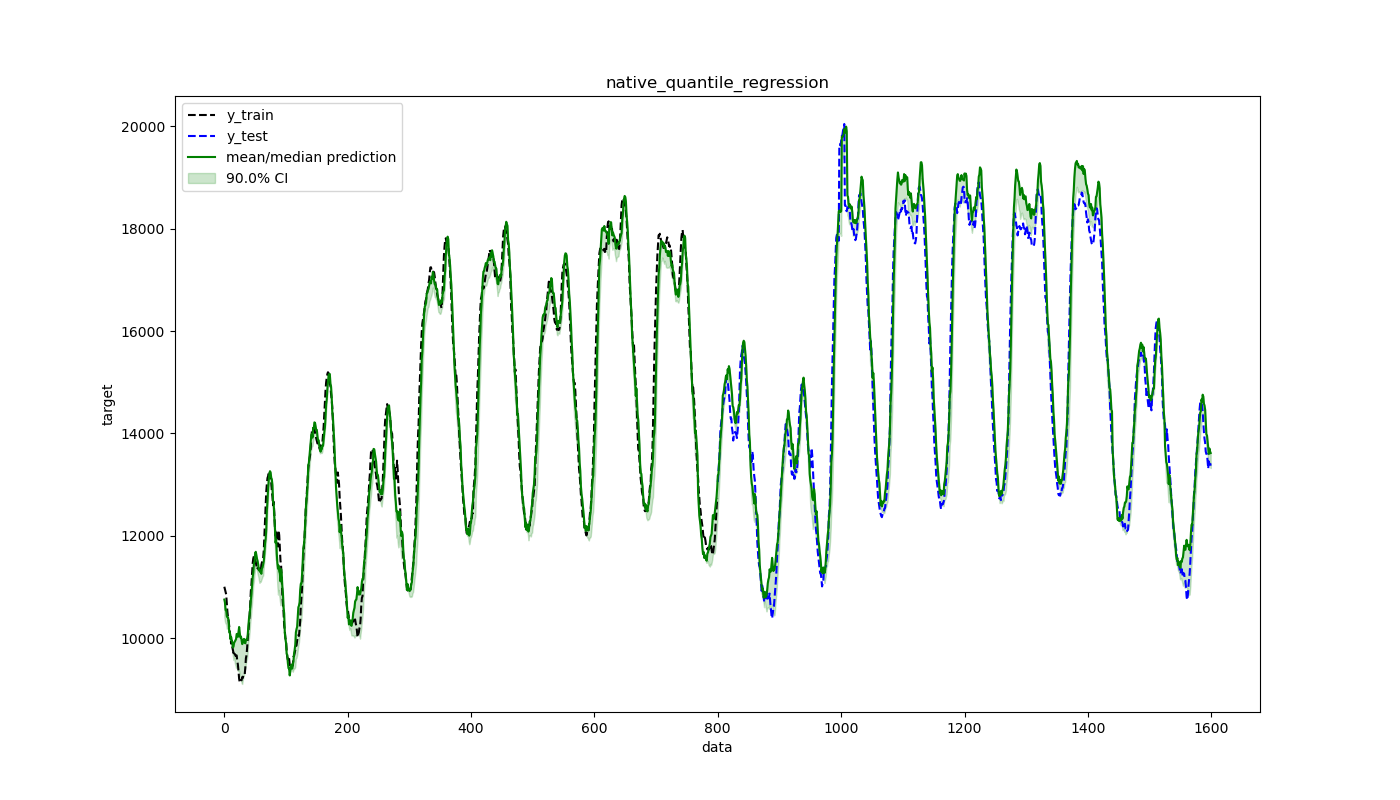 native_quantile_regression
y_train
y_test
mean/median prediction
90.0% CI
20000
18000
16000
14000
12000
10000
target
0 200 400 600 800 1000 1200 1400 1600
data